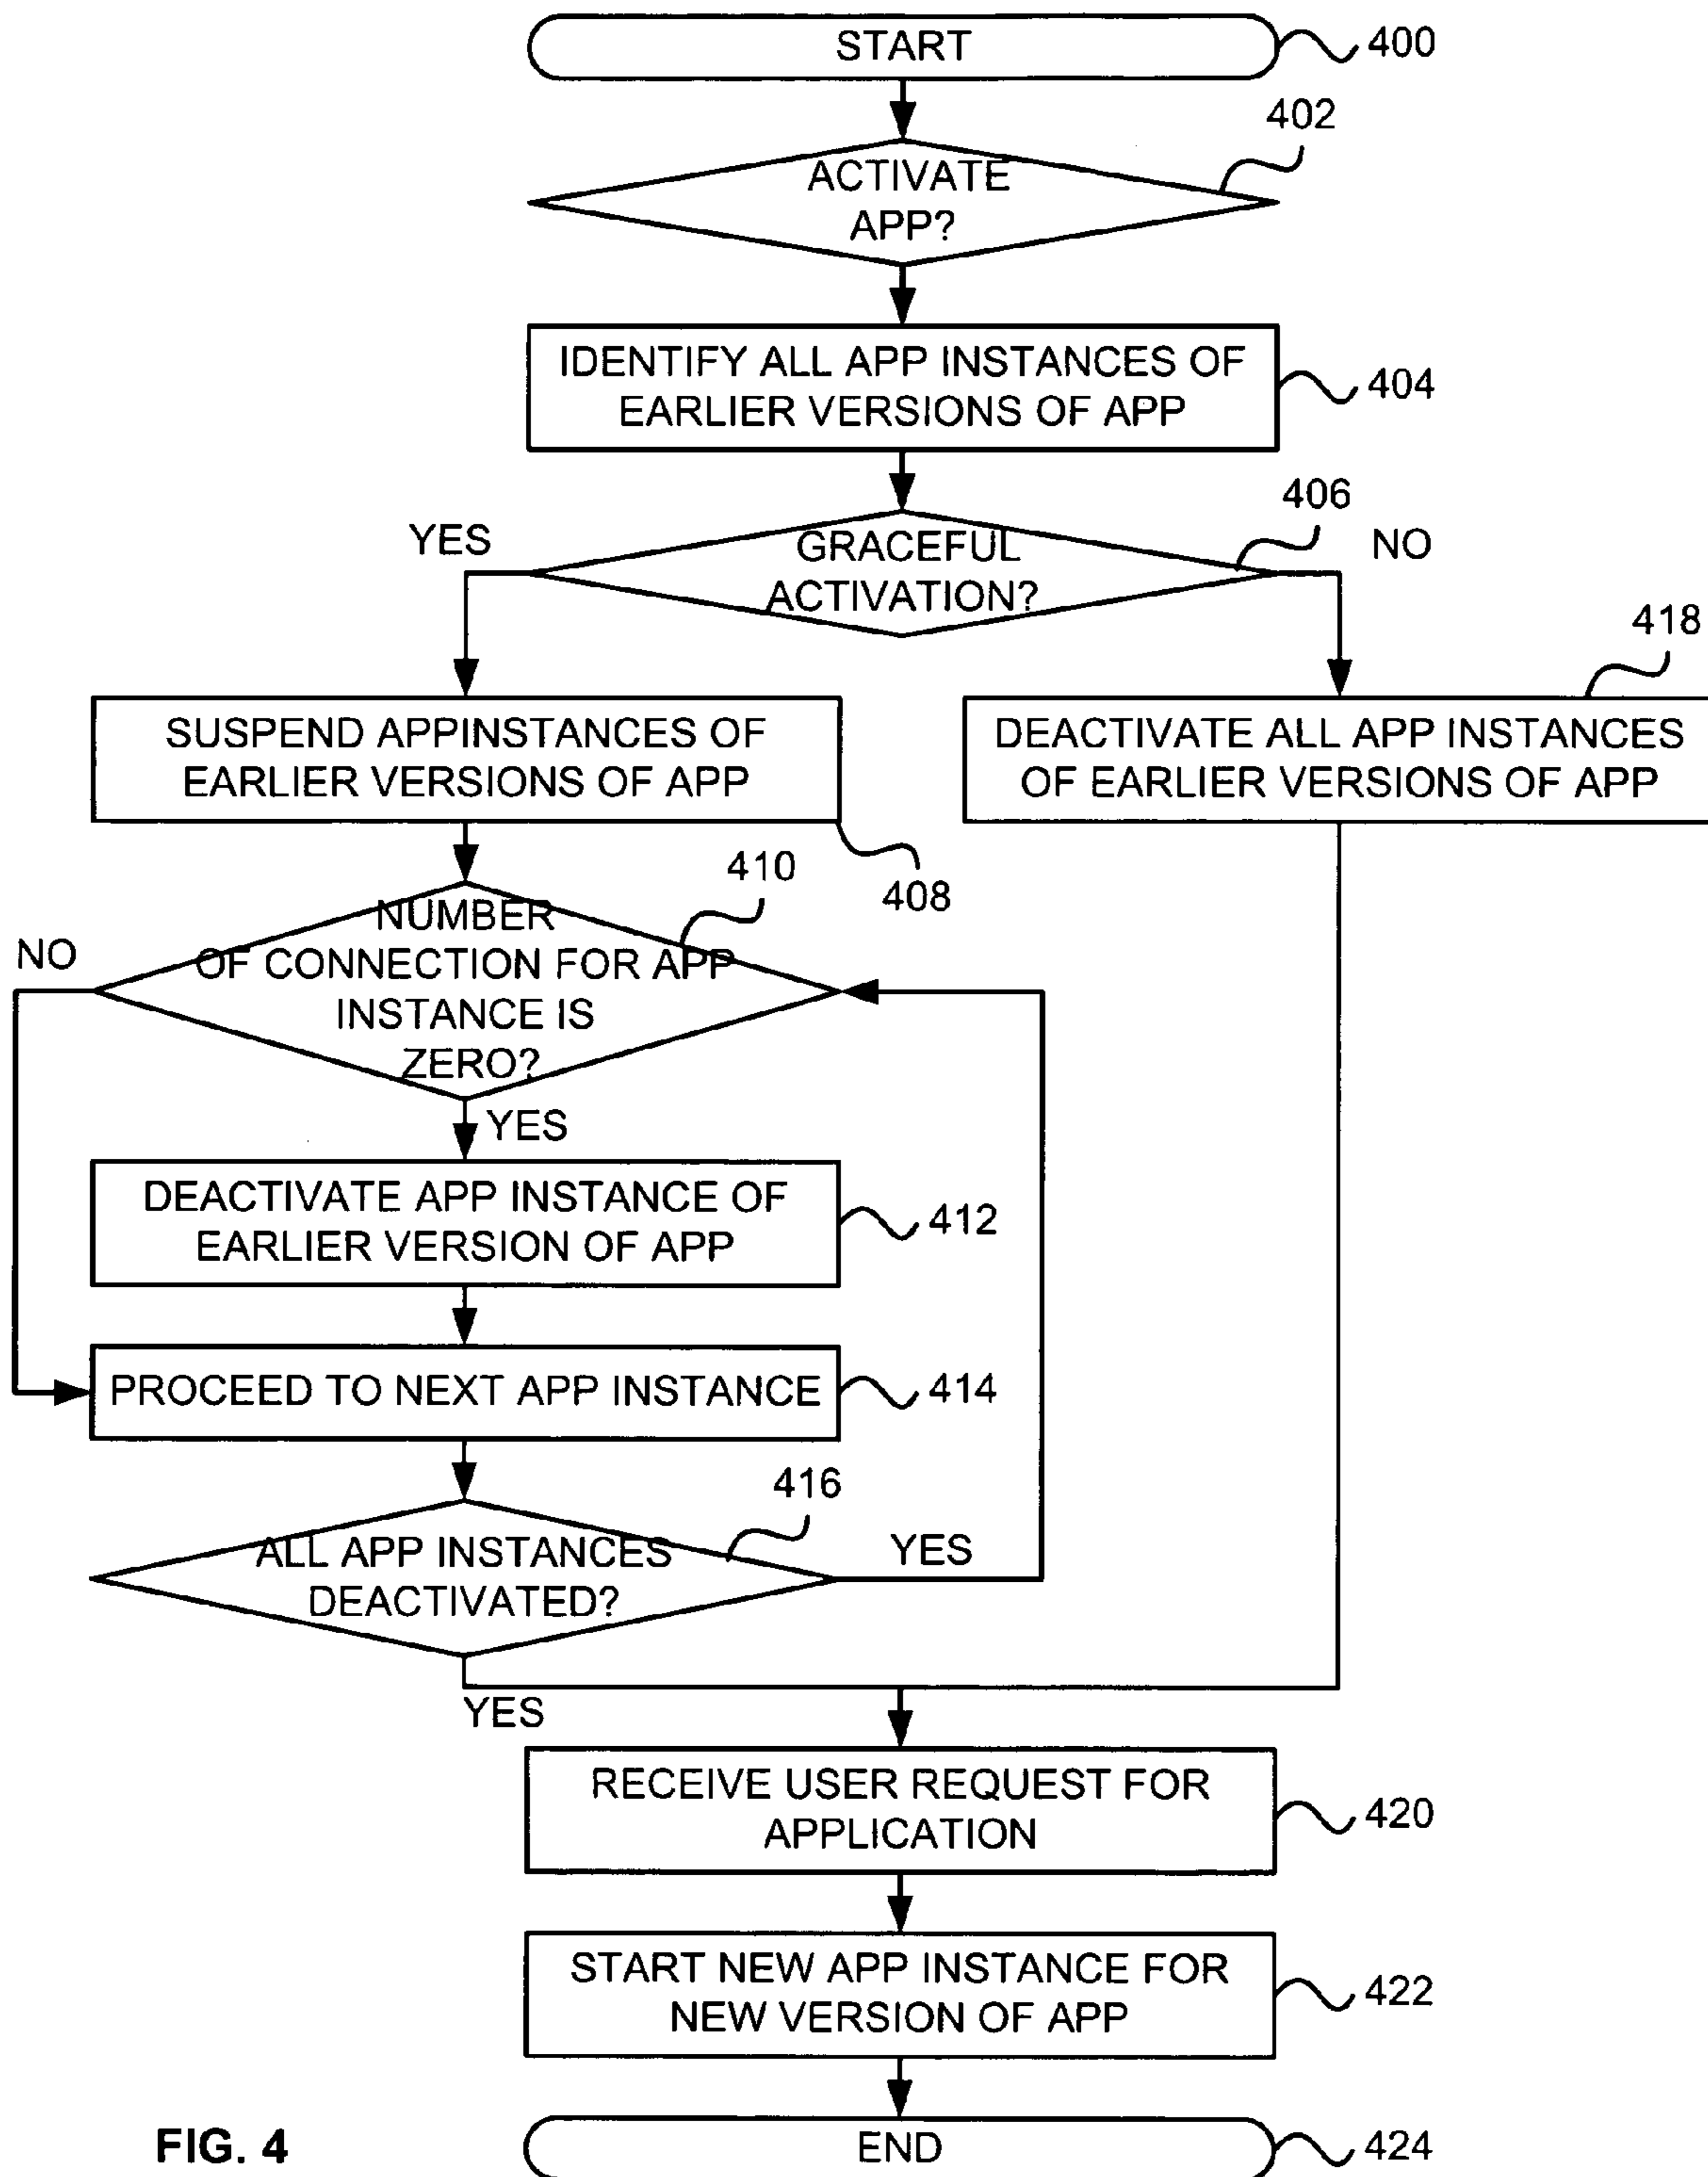 START
400
402
ACTIVATE
APP?
IDENTIFY ALL APP INSTANCES OF
EARLIER VERSIONS OF APP
404
406
YES
GRACEFUL
ACTIVATION?
NO
418
SUSPEND APPINSTANCES OF
EARLIER VERSIONS OF APP
408
DEACTIVATE ALL APP INSTANCES
OF EARLIER VERSIONS OF APP
410
NO
NUMBER
OF CONNECTION FOR APP
INSTANCE IS
ZERO?
YES
DEACTIVATE APP INSTANCE OF
EARLIER VERSION OF APP
412
PROCEED TO NEXT APP INSTANCE
414
416
ALL APP INSTANCES
DEACTIVATED?
YES
YES
RECEIVE USER REQUEST FOR
APPLICATION
420
START NEW APP INSTANCE FOR
NEW VERSION OF APP
422
END
424
FIG. 4